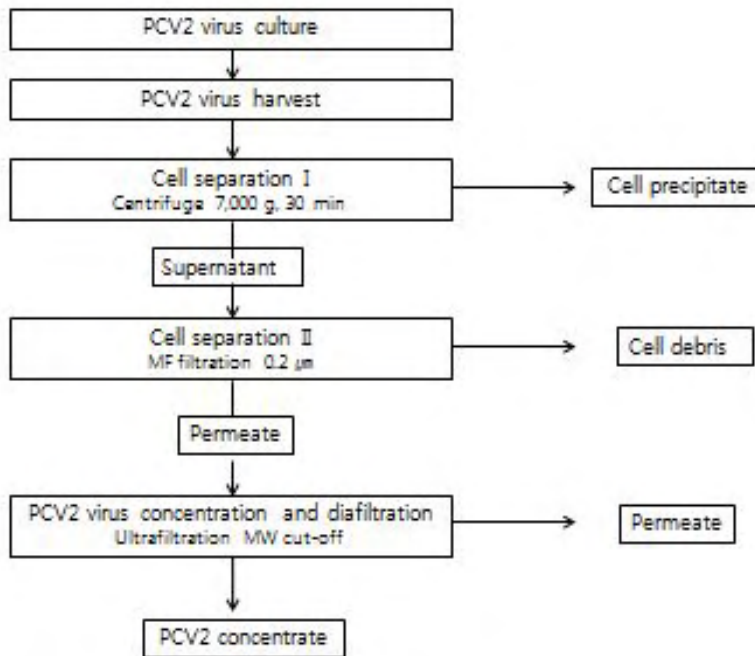 PCV2 virus culture
PCV2 virus harvest
Cell separation Ⅰ
Centrifuge 7,000 g, 30 min
Cell precipitate
Supernatant
Cell separation Ⅱ
MF filtration 0.2 ㎛
Cell debris
Permeate
PCV2 virus concentration and diafiltration
Ultrafiltration MW cut-off
Permeate
PCV2 concentrate